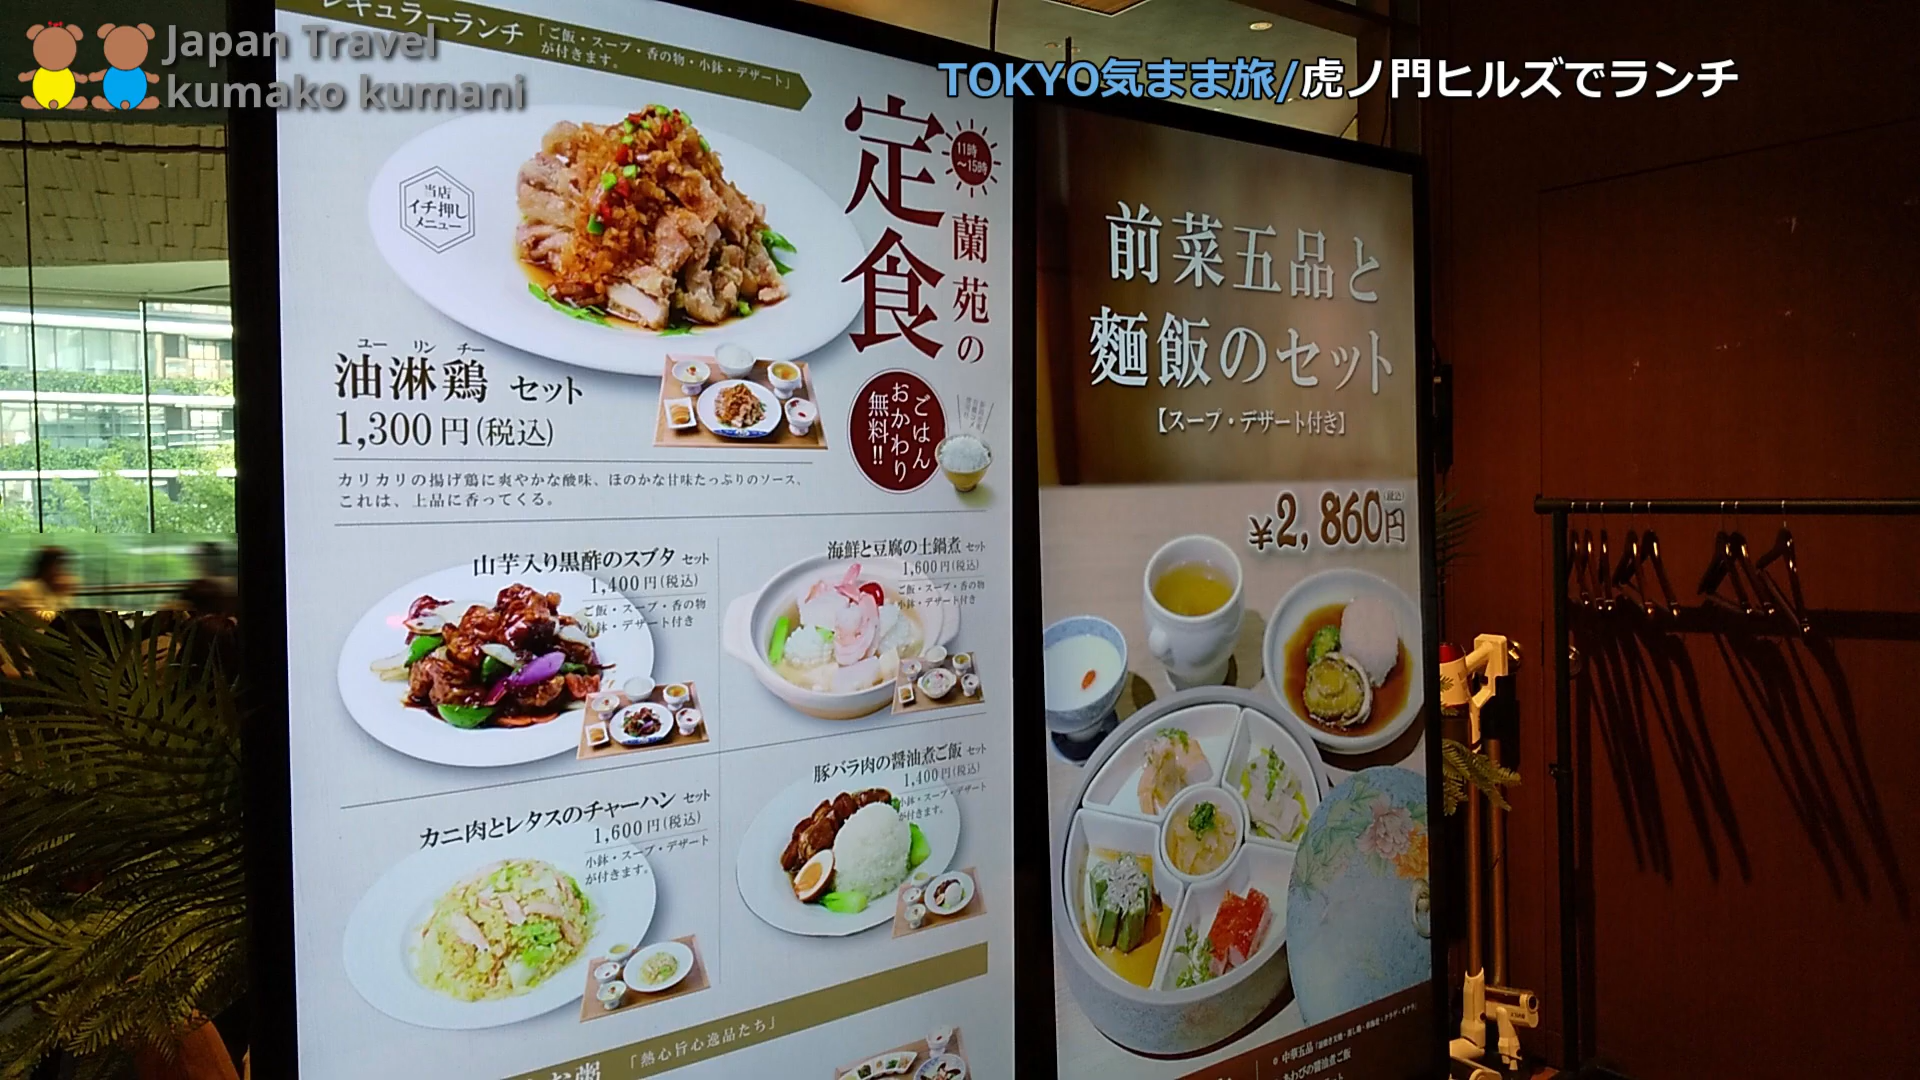 Japan Travel
kumako kumani
TOKYO気まま旅/虎ノ門ヒルズでランチ
レギュラーランチ
「ご飯・スープ・香の物・小鉢・デザート」
が付きます。
当店
イチ押し
メニュー
11時
～15時
蘭苑の
定食
ごはん
おかわり
無料!!
ユー リン チー
油淋鶏 セット
1,300円(税込)
カリカリの揚げ鶏に爽やかな酸味、ほのかな甘味たっぷりのソース、
これは、上品に香ってくる。
山芋入り黒酢のスブタ セット
1,400円(税込)
ご飯・スープ・香の物
小鉢・デザート付き
海鮮と豆腐の土鍋煮 セット
1,600円(税込)
ご飯・スープ・香の物
小鉢・デザート付き
カニ肉とレタスのチャーハン セット
1,600円(税込)
小鉢・スープ・デザート
が付きます。
豚バラ肉の醤油煮ご飯 セット
1,400円(税込)
小鉢・スープ・デザート
が付きます。
「熱心旨心逸品たち」
前菜五品と
麺飯のセット
【スープ・デザート付き】
¥2,860円
(税込)
中華五品
あわびの醤油煮ご飯